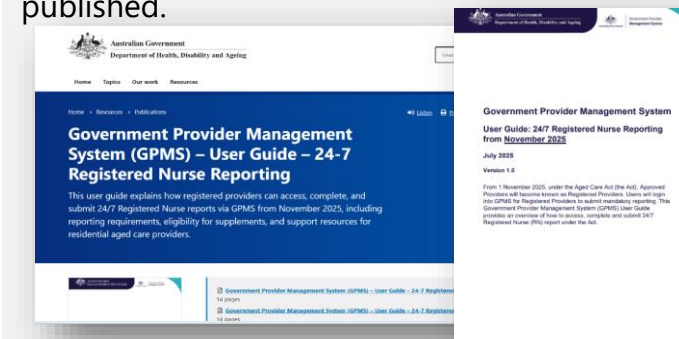 published.
Australian Government
Department of Health, Disability and Ageing
Home Topics Our work Resources
Home > Resources > Publications
Listen
Government Provider Management
System (GPMS) – User Guide – 24-7
Registered Nurse Reporting
This user guide explains how registered providers can access, complete, and
submit 24/7 Registered Nurse reports via GPMS from November 2025, including
reporting requirements, eligibility for supplements, and support resources for
residential aged care providers.
Government Provider Management System (GPMS) – User Guide – 24-7
14 pages
Government Provider Management System (GPMS) – User Guide – 24-7
14 pages
Australian Government
Department of Health, Disability and Ageing
Government Provider
Management System
Government Provider Management System
User Guide: 24/7 Registered Nurse Reporting
from November 2025
July 2025
Version 1.0
From 1 November 2025, under the Aged Care Act (the Act), Approved
Providers will become known as Registered Providers. Users will login
into GPMS for Registered Providers to submit mandatory reporting. This
Government Provider Management System (GPMS) User Guide
provides an overview of how to access, complete and submit 24/7
Registered Nurse (RN) report under the Act.